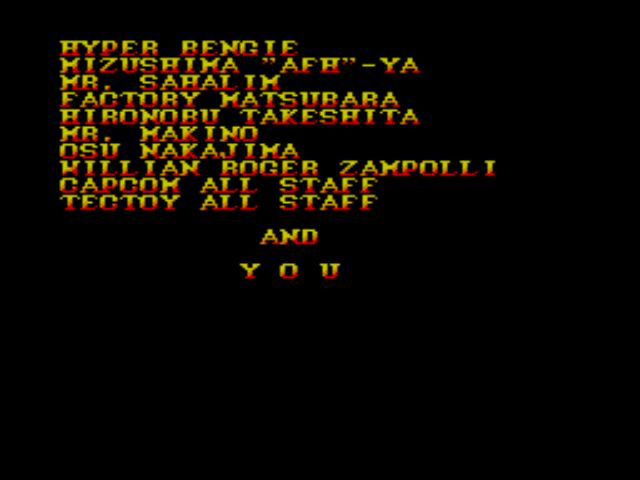 HYPER BENGIE
MIZUSHIMA "AFH"-YA
MR. SAHALIM
FACTORY MATSUBARA
HIRONOBU TAKESHITA
MR. MAKINO
OSU NAKAJIMA
WILLIAN ROGER ZAMPOLLI
CAPCOM ALL STAFF
TECTOY ALL STAFF
AND
Y O U